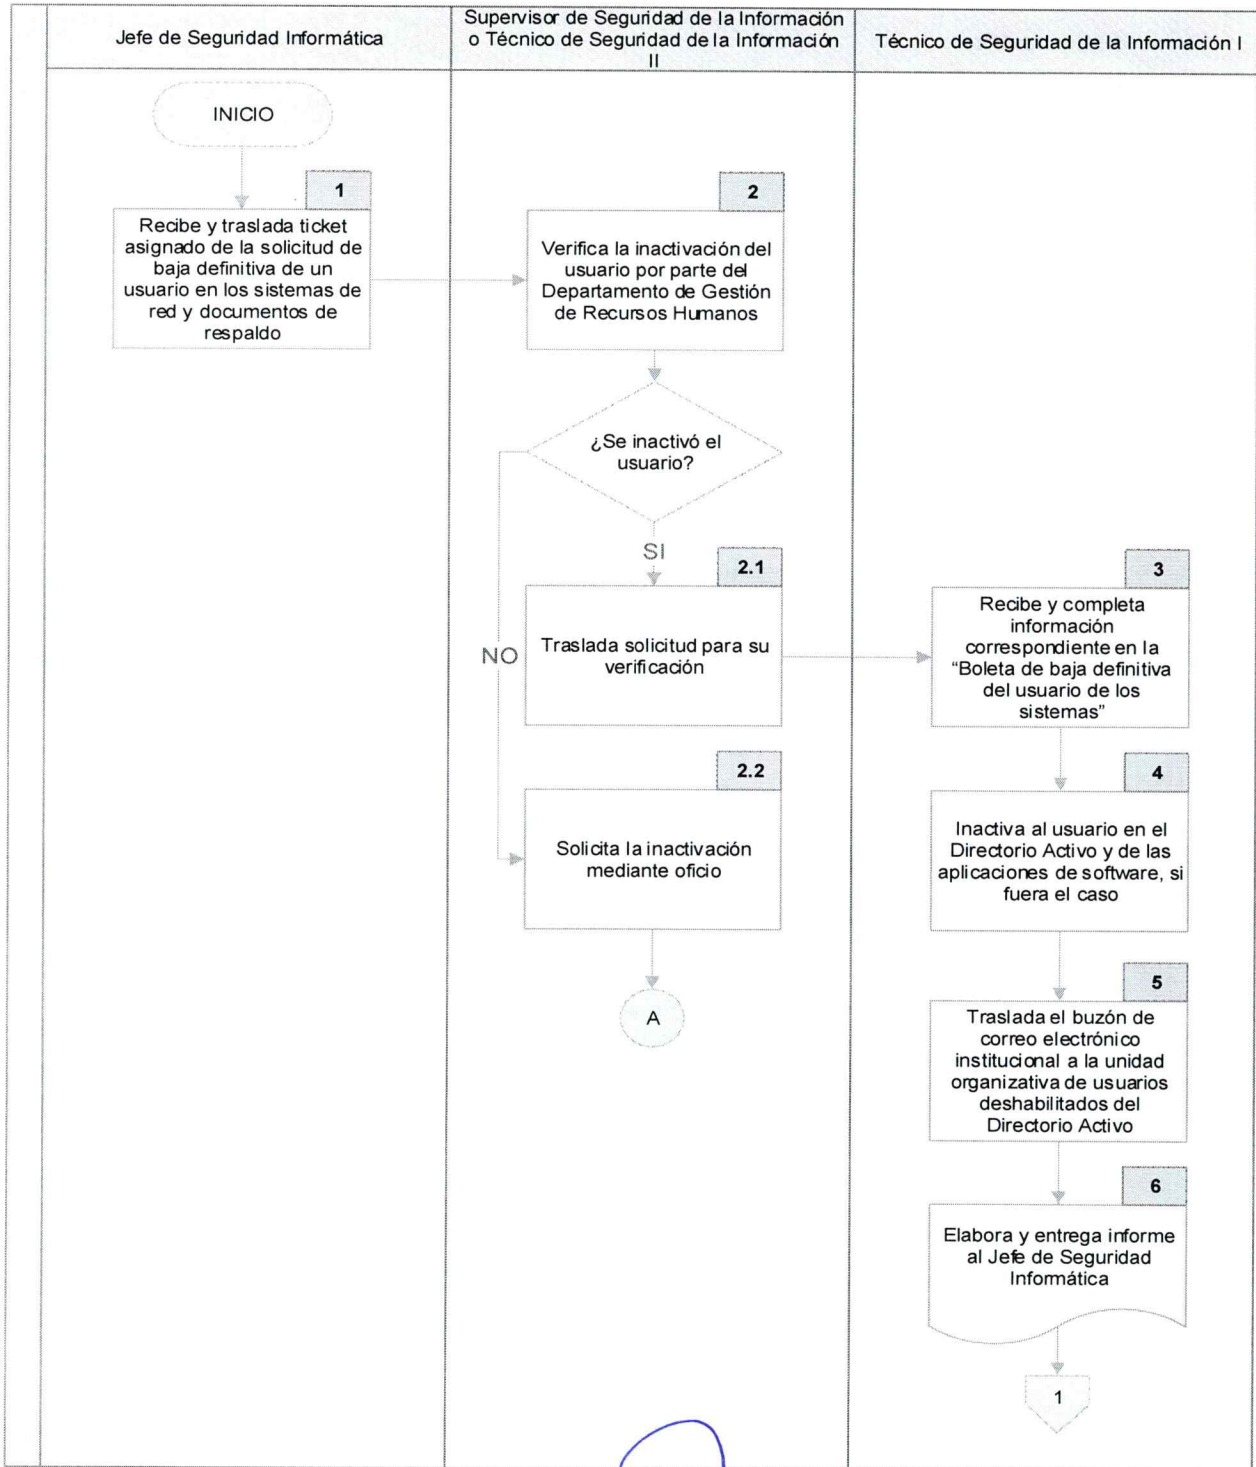 Jefe de Seguridad Informática
Supervisor de Seguridad de la Información
o Técnico de Seguridad de la Información
II
Técnico de Seguridad de la Información I
INICIO
1
Recibe y traslada ticket
asignado de la solicitud de
baja definitiva de un
usuario en los sistemas de
red y documentos de
respaldo
2
Verifica la inactivación del
usuario por parte del
Departamento de Gestión
de Recursos Humanos
¿Se inactivó el
usuario?
SI
NO
2.1
Traslada solicitud para su
verificación
2.2
Solicita la inactivación
mediante oficio
A
3
Recibe y completa
información
correspondiente en la
“Boleta de baja definitiva
del usuario de los
sistemas”
4
Inactiva al usuario en el
Directorio Activo y de las
aplicaciones de software, si
fuera el caso
5
Traslada el buzón de
correo electrónico
institucional a la unidad
organizativa de usuarios
deshabilitados del
Directorio Activo
6
Elabora y entrega informe
al Jefe de Seguridad
Informática
1